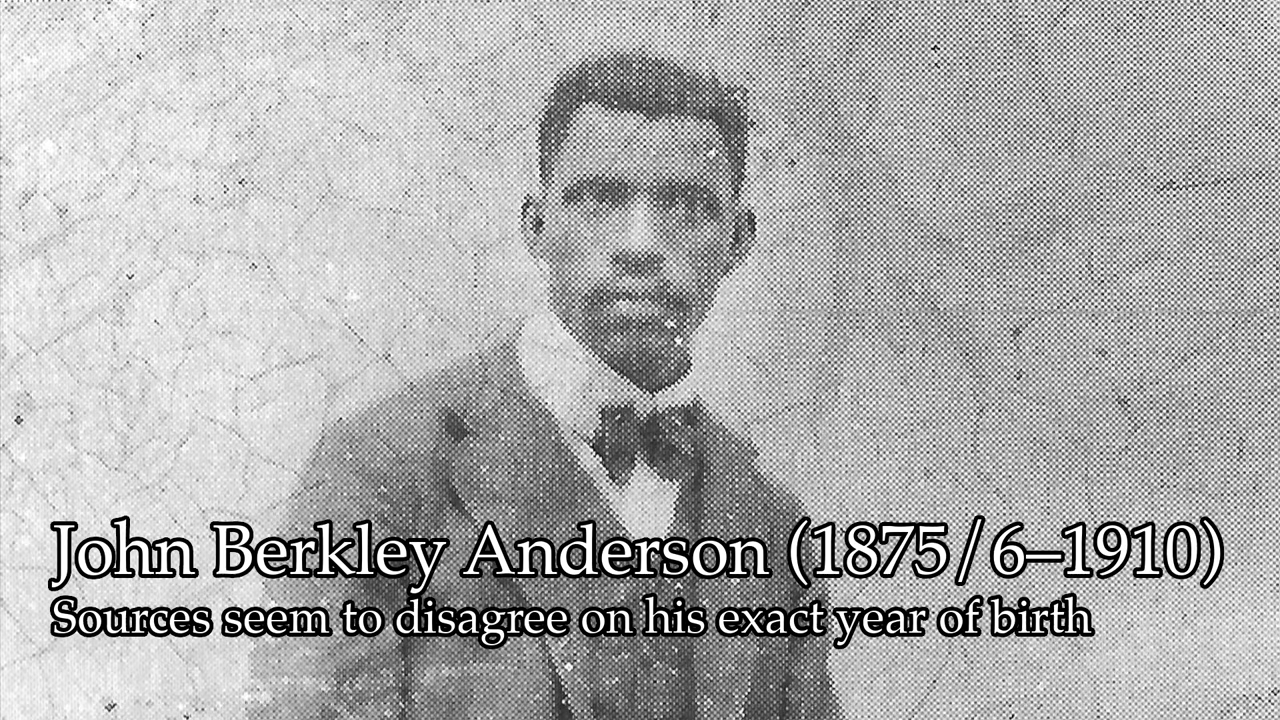 John Berkley Anderson (1875/6–1910)
Sources seem to disagree on his exact year of birth